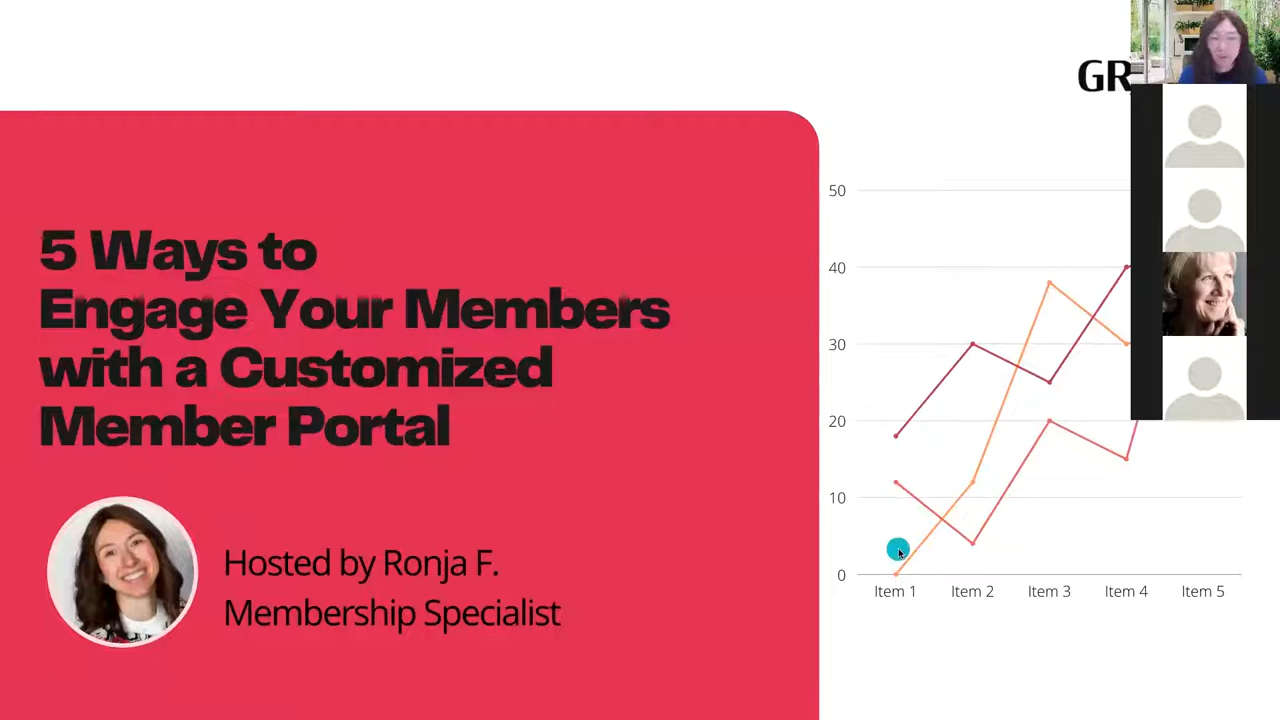 GR
5 Ways to
Engage Your Members
with a Customized
Member Portal
Hosted by Ronja F.
Membership Specialist
50
40
30
20
10
0
Item 1 Item 2 Item 3 Item 4 Item 5